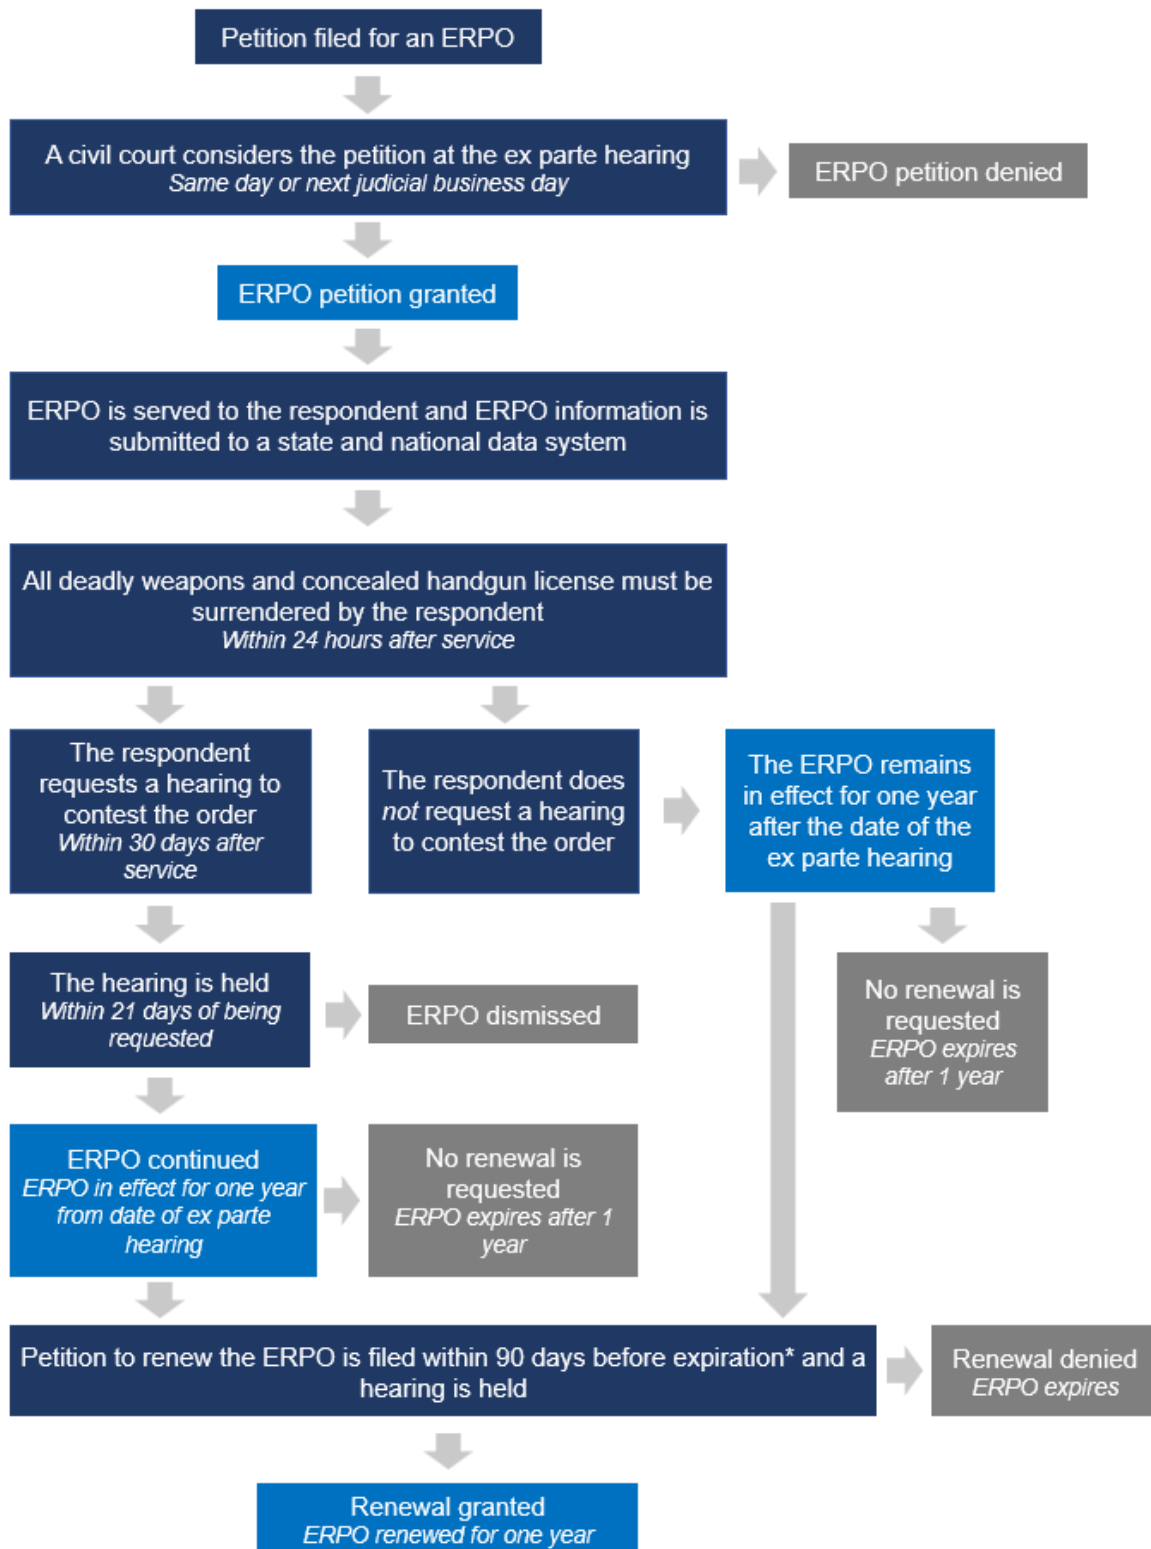 Petition filed for an ERPO
A civil court considers the petition at the ex parte hearing
Same day or next judicial business day
ERPO petition denied
ERPO petition granted
ERPO is served to the respondent and ERPO information is
submitted to a state and national data system
All deadly weapons and concealed handgun license must be
surrendered by the respondent
Within 24 hours after service
The respondent
requests a hearing to
contest the order
Within 30 days after
service
The respondent does
not request a hearing
to contest the order
The ERPO remains
in effect for one year
after the date of the
ex parte hearing
The hearing is held
Within 21 days of being
requested
ERPO dismissed
No renewal is
requested
ERPO expires
after 1 year
ERPO continued
ERPO in effect for one year
from date of ex parte
hearing
No renewal is
requested
ERPO expires after 1
year
Petition to renew the ERPO is filed within 90 days before expiration* and a
hearing is held
Renewal denied
ERPO expires
Renewal granted
ERPO renewed for one year